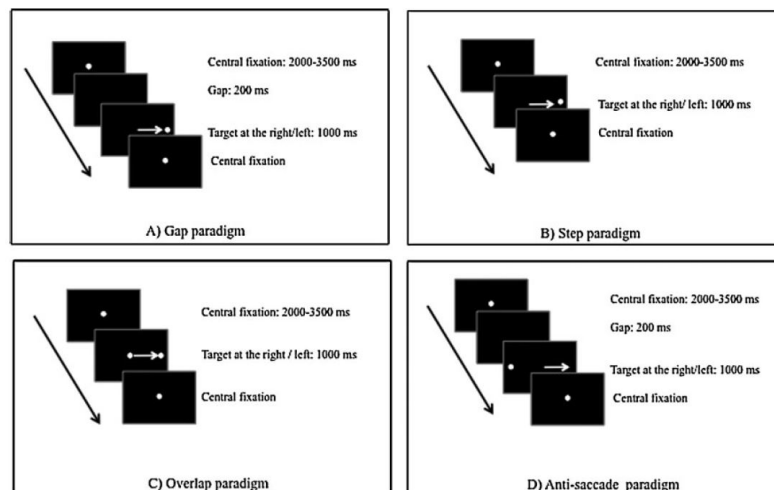 Central fixation: 2000-3500 ms
Gap: 200 ms
Target at the right/left: 1000 ms
Central fixation
A) Gap paradigm
Central fixation: 2000-3500 ms
Target at the right/ left: 1000 ms
Central fixation
B) Step paradigm
Central fixation: 2000-3500 ms
Target at the right / left: 1000 ms
Central fixation
C) Overlap paradigm
Central fixation: 2000-3500 ms
Gap: 200 ms
Target at the right/left: 1000 ms
Central fixation
D) Anti-saccade paradigm